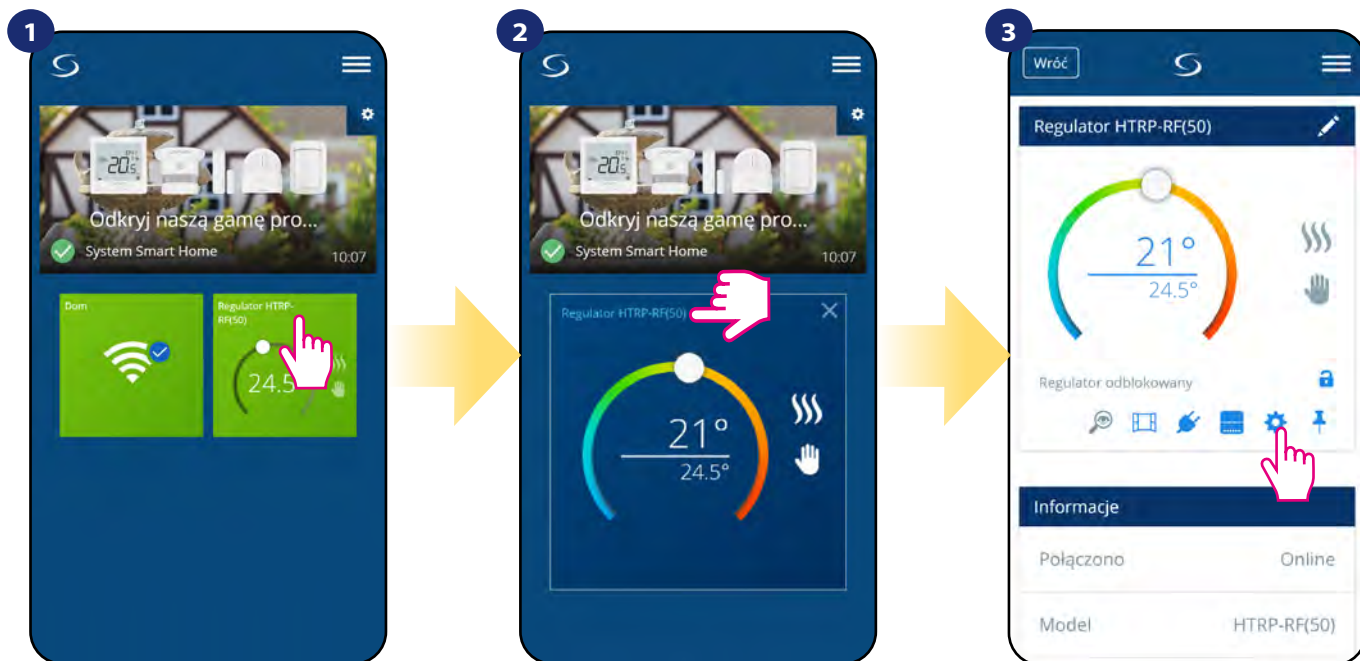 1
Odkryj naszą gamę pro...
System Smart Home
10:07
Dom
Regulator HTRP-
RF(50)
24.5
2
Odkryj naszą gamę pro...
System Smart Home
10:07
Regulator HTRP-RF(50)
21°
24.5°
3
Wróć
Regulator HTRP-RF(50)
21°
24.5°
Regulator odblokowany
Informacje
Połączono Online
Model HTRP-RF(50)